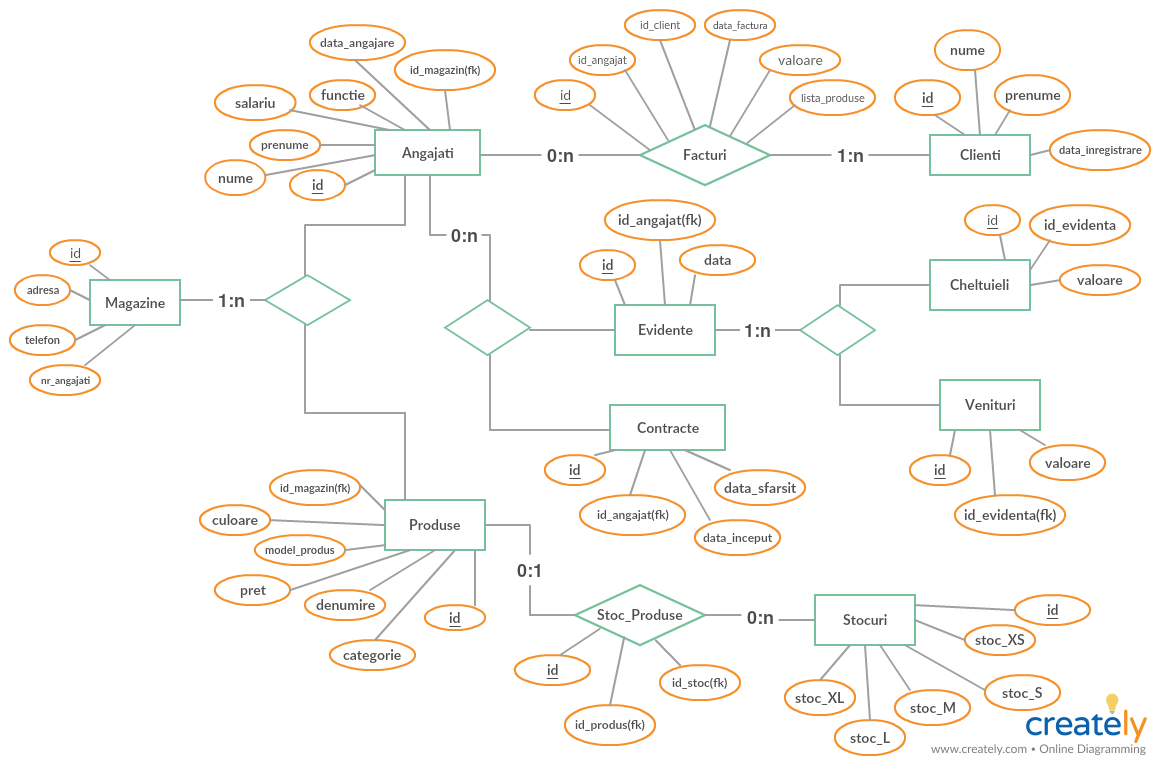 id_client
data_factura
data_angajare
nume
id_angajat
valoare
id_magazin(fk)
functie
id
lista_produse
id
prenume
salariu
prenume
Angajati
0:n
Facturi
1:n
Clienti
data_inregistrare
nume
id
id_angajat(fk)
id
id_evidenta
0:n
id
id
data
adresa
Magazine
1:n
Cheltuieli
valoare
telefon
Evidente
1:n
nr_angajati
Venituri
Contracte
id
id
valoare
id_magazin(fk)
data_sfarsit
culoare
Produse
id_angajat(fk)
id_evidenta(fk)
model_produs
data_inceput
0:1
pret
denumire
id
Stoc_Produse
0:n
Stocuri
id
categorie
stoc_XS
id
id_stoc(fk)
stoc_XL
stoc_M
stoc_S
id_produs(fk)
stoc_L
creately
www.creately.com • Online Diagramming